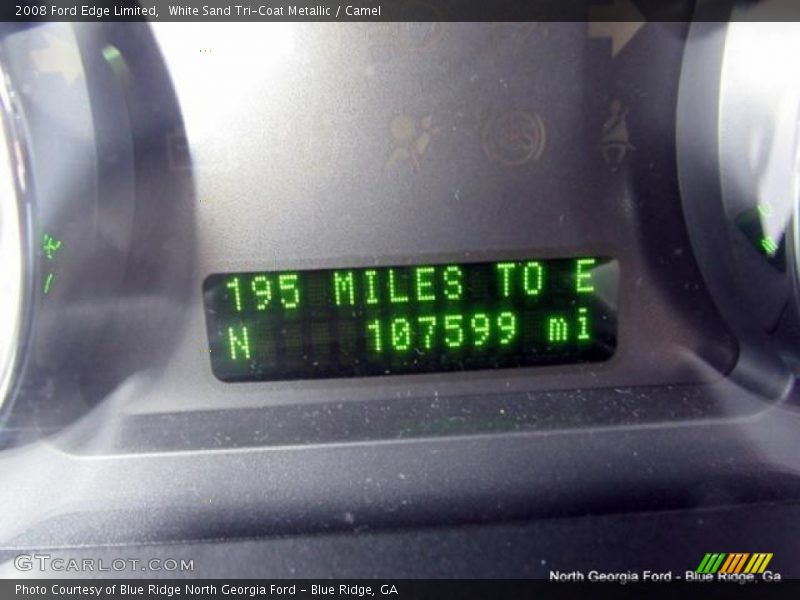 2008 Ford Edge Limited,  White Sand Tri-Coat Metallic / Camel
195 MILES TO E
N 107599 mi
GTCARLOT.COM
North Georgia Ford - Blue Ridge, Ga
Photo Courtesy of Blue Ridge North Georgia Ford - Blue Ridge, GA